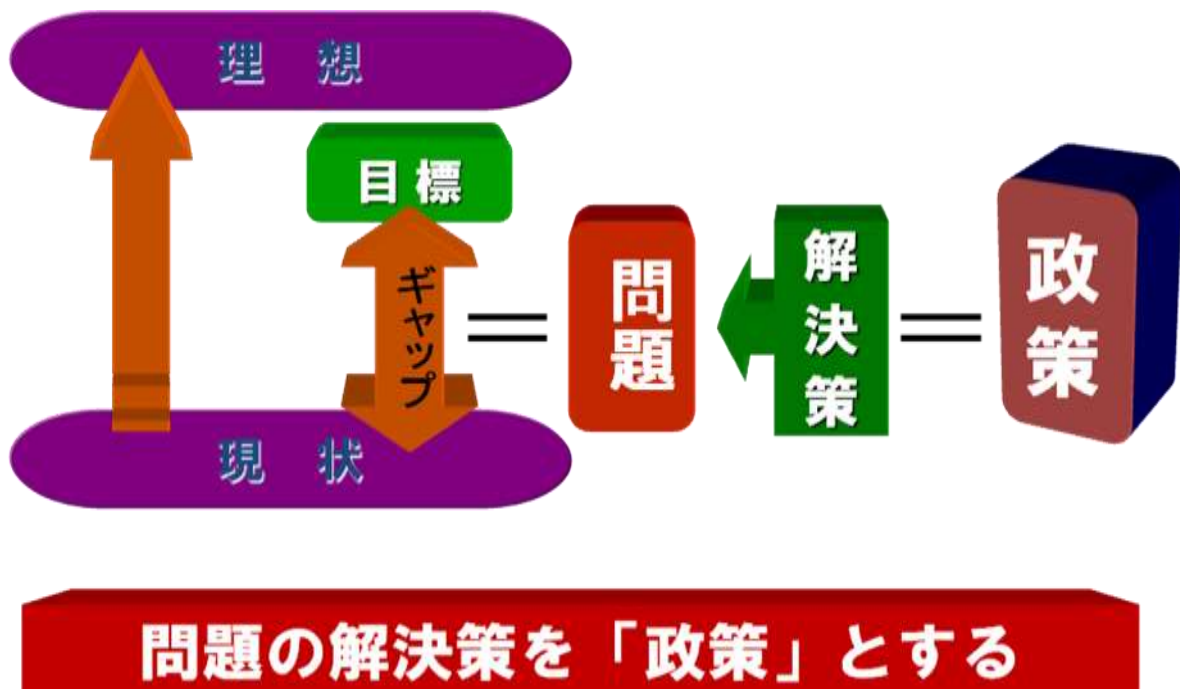 理 想
目標
ギャップ
＝
問題
解決策
＝
政策
現 状
問題の解決策を「政策」とする